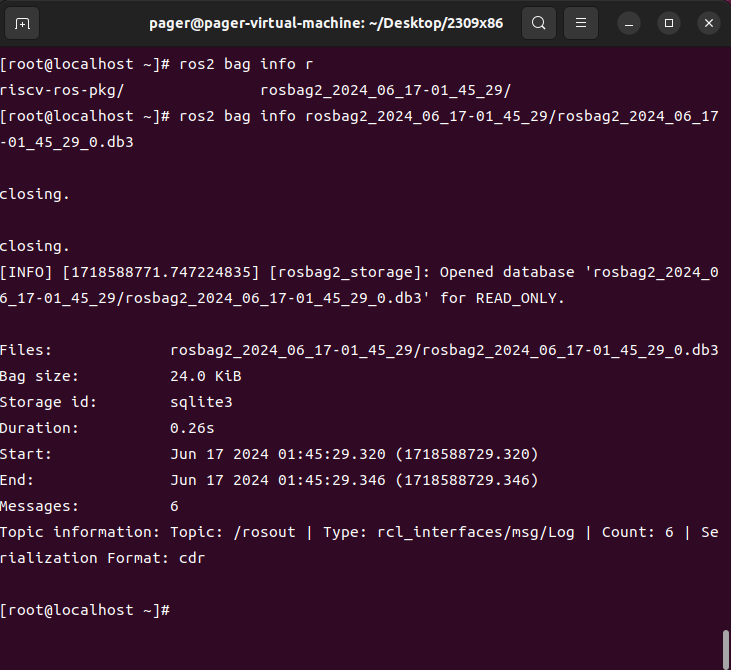 pager@pager-virtual-machine: ~/Desktop/2309x86
[root@localhost ~]# ros2 bag info r
riscv-ros-pkg/               rosbag2_2024_06_17-01_45_29/
[root@localhost ~]# ros2 bag info rosbag2_2024_06_17-01_45_29/rosbag2_2024_06_17
-01_45_29_0.db3
closing.
closing.
[INFO] [1718588771.747224835] [rosbag2_storage]: Opened database 'rosbag2_2024_0
6_17-01_45_29/rosbag2_2024_06_17-01_45_29_0.db3' for READ_ONLY.
Files:             rosbag2_2024_06_17-01_45_29/rosbag2_2024_06_17-01_45_29_0.db3
Bag size:          24.0 KiB
Storage id:        sqlite3
Duration:          0.26s
Start:             Jun 17 2024 01:45:29.320 (1718588729.320)
End:               Jun 17 2024 01:45:29.346 (1718588729.346)
Messages:          6
Topic information: Topic: /rosout | Type: rcl_interfaces/msg/Log | Count: 6 | Se
rialization Format: cdr
[root@localhost ~]#